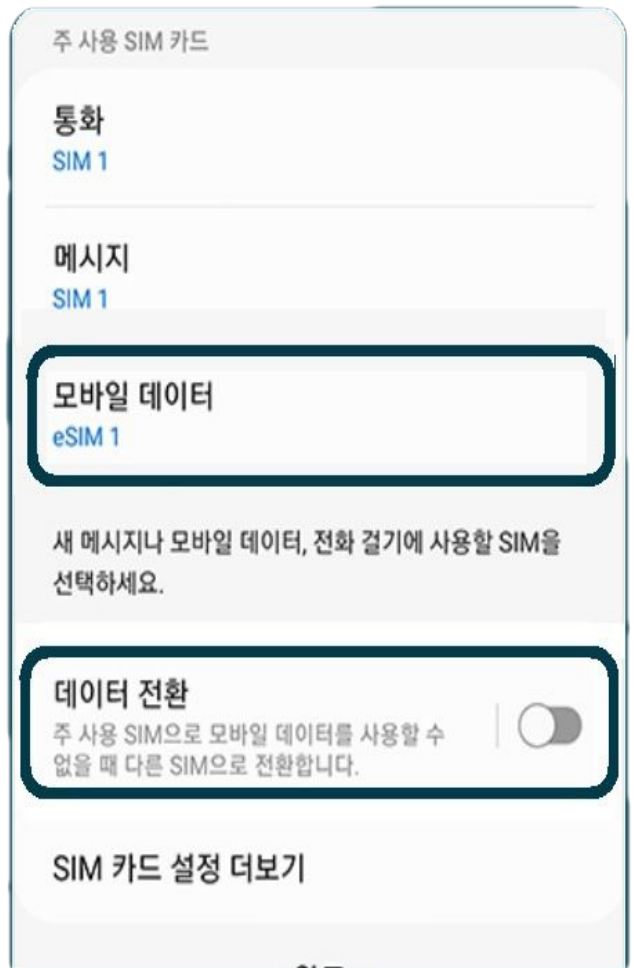 주 사용 SIM 카드
통화
SIM 1
메시지
SIM 1
모바일 데이터
eSIM 1
새 메시지나 모바일 데이터, 전화 걸기에 사용할 SIM을
선택하세요.
데이터 전환
주 사용 SIM으로 모바일 데이터를 사용할 수
없을 때 다른 SIM으로 전환합니다.
SIM 카드 설정 더보기